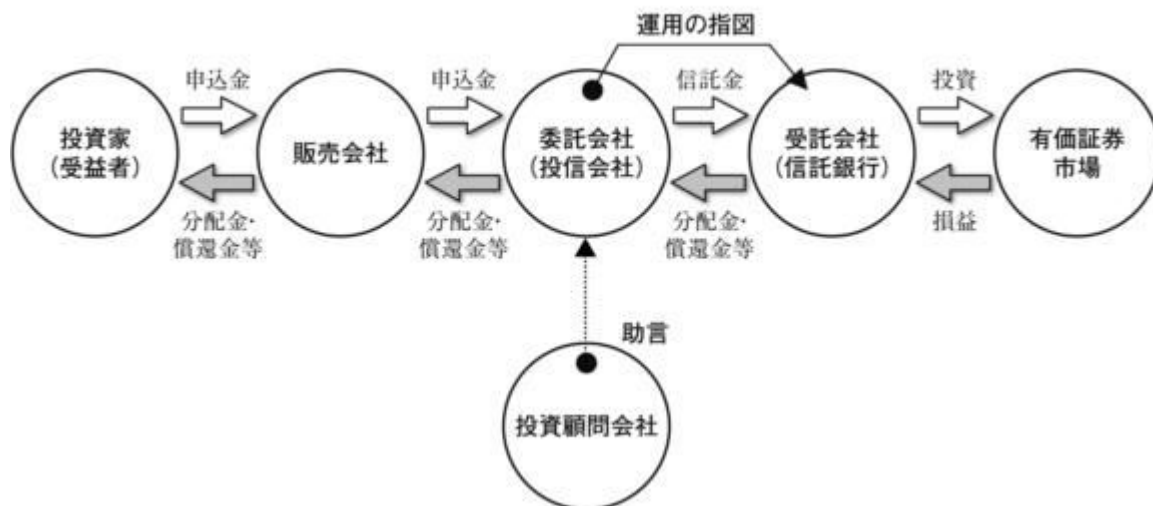 運用の指図
申込金
申込金
信託金
投資
投資家
(受益者)
販売会社
委託会社
(投信会社)
受託会社
(信託銀行)
有価証券
市場
分配金・
償還金等
分配金・
償還金等
分配金・
償還金等
損益
助言
投資顧問会社